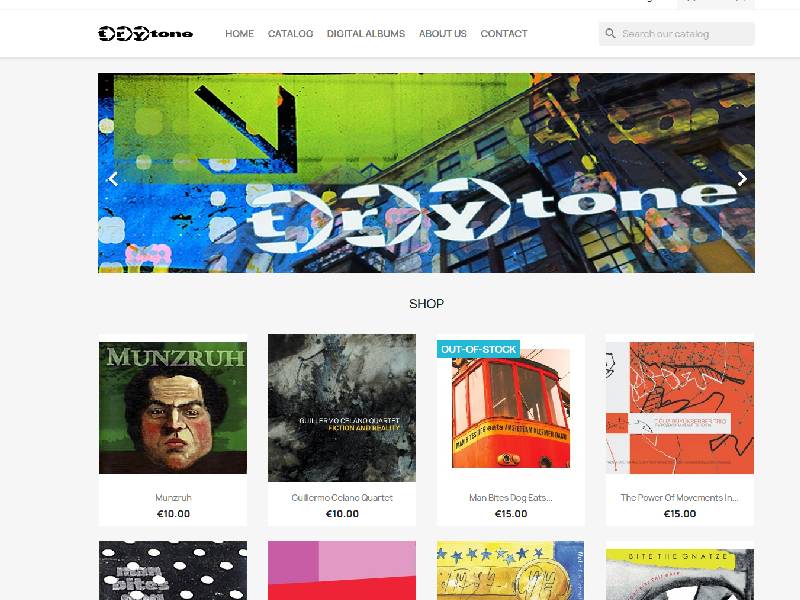 trytone
HOME
CATALOG
DIGITAL ALBUMS
ABOUT US
CONTACT
Search our catalog
trytone
SHOP
MUNZRUH
GUILLERMO CELANO QUARTET
FICTION AND REALITY
OUT-OF-STOCK
Munzruh
€10.00
Guillermo Celano Quartet
€10.00
Man Bites Dog Eats...
€15.00
The Power Of Movements In...
€15.00
BITE THE GNATZE